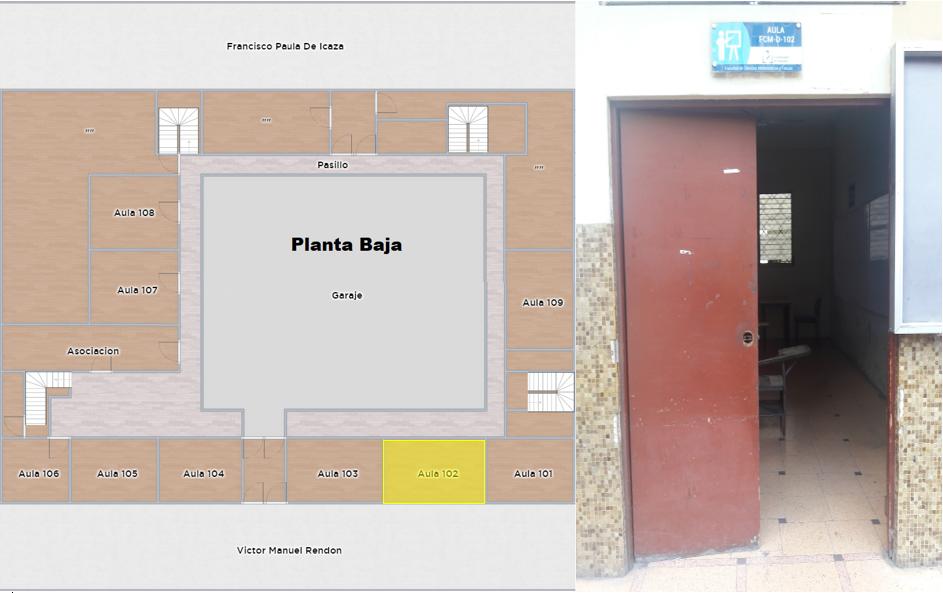 Francisco Paula De Icaza
""
""
Pasillo
""
Aula 108
Planta Baja
Aula 107
Garaje
Aula 109
Asociacion
Aula 106
Aula 105
Aula 104
Aula 103
Aula 102
Aula 101
Victor Manuel Rendon
AULA
FCM-D-102